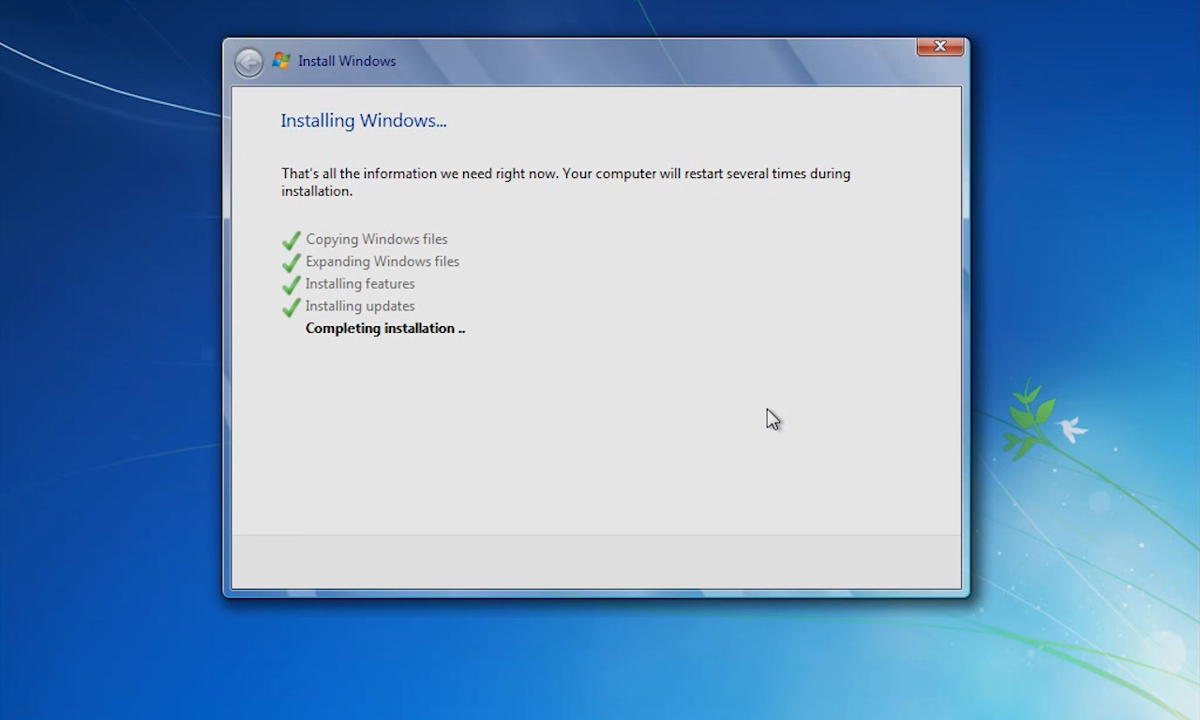 Install Windows
Installing Windows...
That's all the information we need right now. Your computer will restart several times during
installation.
Copying Windows files
Expanding Windows files
Installing features
Installing updates
Completing installation ..